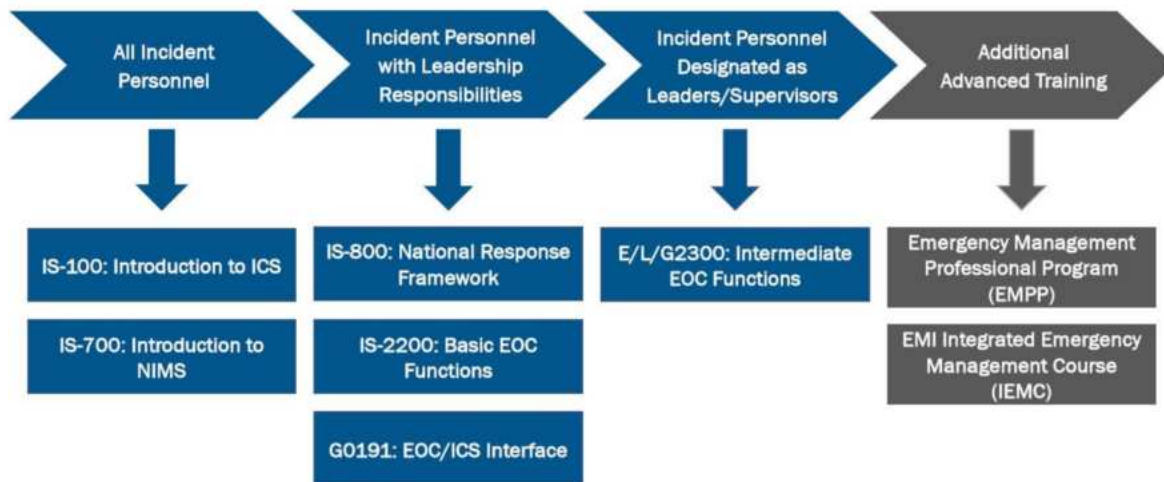 All Incident
Personnel
Incident Personnel
with Leadership
Responsibilities
Incident Personnel
Designated as
Leaders/Supervisors
Additional
Advanced Training
IS-100: Introduction to ICS
IS-700: Introduction to
NIMS
IS-800: National Response
Framework
IS-2200: Basic EOC
Functions
G0191: EOC/ICS Interface
E/L/G2300: Intermediate
EOC Functions
Emergency Management
Professional Program
(EMPP)
EMI Integrated Emergency
Management Course
(IEMC)